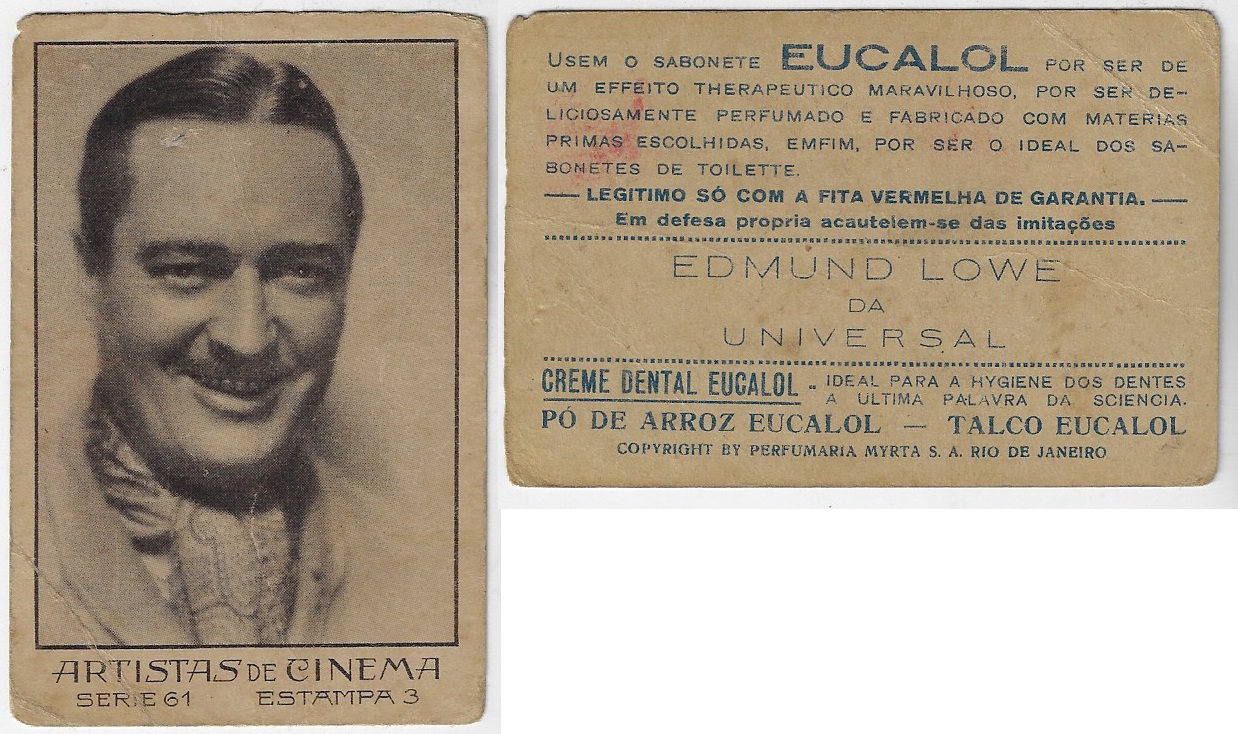 ARTISTAS DE CINEMA
SERIE 61 ESTAMPA 3
USEM O SABONETE EUCALOL POR SER DE
UM EFFEITO THERAPEUTICO MARAVILHOSO, POR SER DE-
LICIOSAMENTE PERFUMADO E FABRICADO COM MATERIAS
PRIMAS ESCOLHIDAS, EMFIM, POR SER O IDEAL DOS SA-
BONETES DE TOILETTE.
— LEGITIMO SÓ COM A FITA VERMELHA DE GARANTIA. —
Em defesa propria acautelem-se das imitações
EDMUND LOWE
DA
UNIVERSAL
CREME DENTAL EUCALOL - IDEAL PARA A HYGIENE DOS DENTES
A ULTIMA PALAVRA DA SCIENCIA.
PÓ DE ARROZ EUCALOL — TALCO EUCALOL
COPYRIGHT BY PERFUMARIA MYRTA S. A. RIO DE JANEIRO